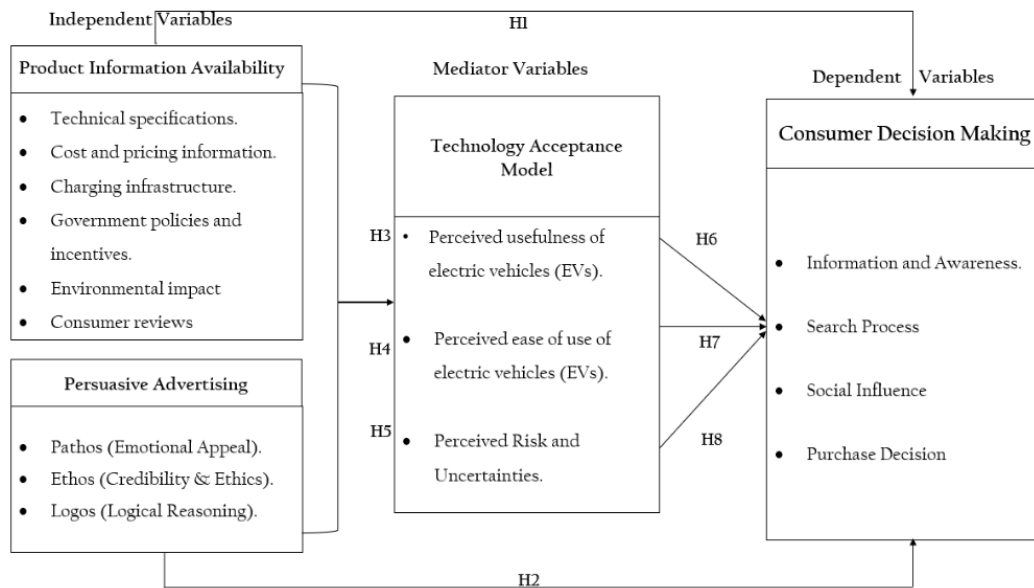 Independent Variables
H1
Product Information Availability
• Technical specifications.
• Cost and pricing information.
• Charging infrastructure.
• Government policies and
incentives.
• Environmental impact
• Consumer reviews
Persuasive Advertising
• Pathos (Emotional Appeal).
• Ethos (Credibility & Ethics).
• Logos (Logical Reasoning).
Mediator Variables
Technology Acceptance
Model
H3
• Perceived usefulness of
electric vehicles (EVs).
H4
• Perceived ease of use of
electric vehicles (EVs).
H5
• Perceived Risk and
Uncertainties.
H6
H7
H8
Dependent Variables
Consumer Decision Making
• Information and Awareness.
• Search Process
• Social Influence
• Purchase Decision
H2